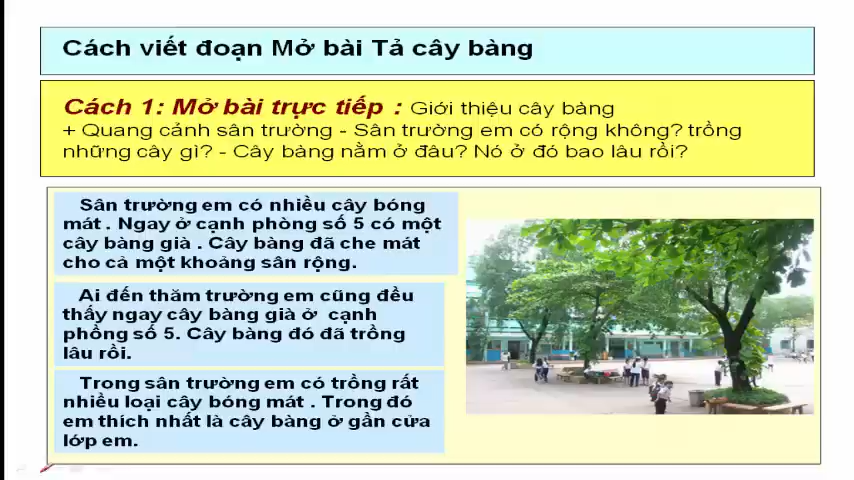 Cách viết đoạn Mở bài Tả cây bàng
Cách 1: Mở bài trực tiếp : Giới thiệu cây bàng
+ Quang cảnh sân trường - Sân trường em có rộng không? trồng
những cây gì? - Cây bàng nằm ở đâu? Nó ở đó bao lâu rồi?
Sân trường em có nhiều cây bóng
mát . Ngay ở cạnh phòng số 5 có một
cây bàng già . Cây bàng đã che mát
cho cả một khoảng sân rộng.
Ai đến thăm trường em cũng đều
thấy ngay cây bàng già ở cạnh
phồng số 5. Cây bàng đó đã trồng
lâu rồi.
Trong sân trường em có trồng rất
nhiều loại cây bóng mát . Trong đó
em thích nhất là cây bàng ở gần cửa
lớp em.